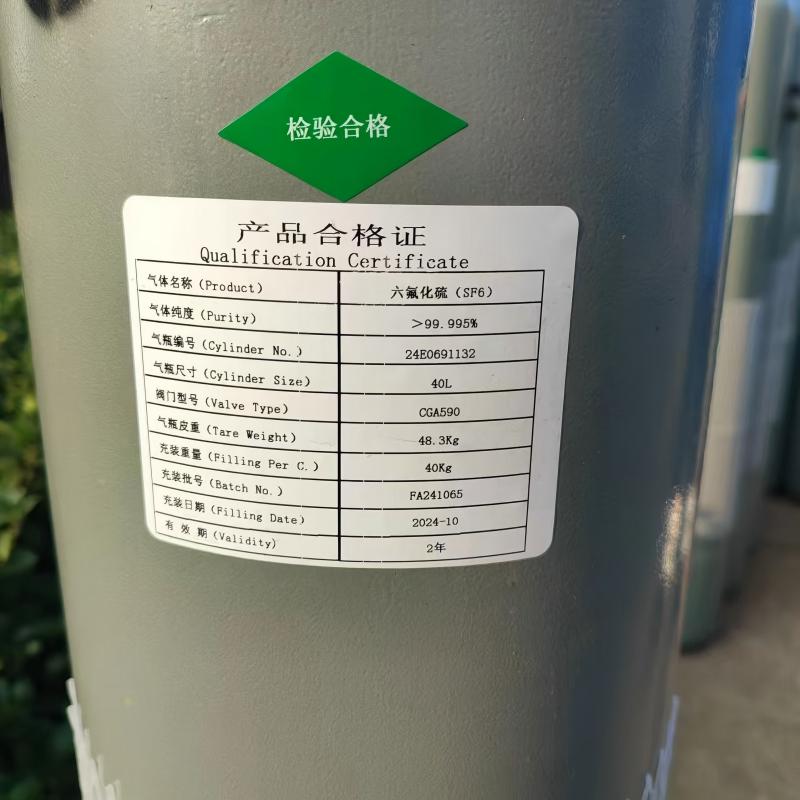 检验合格
产品合格证
Qualification Certificate
气体名称(Product) 六氟化硫(SF6)
气体纯度(Purity) >99.995%
气瓶编号(Cylinder No.) 24E0691132
气瓶尺寸(Cylinder Size) 40L
阀门型号(Valve Type) CGA590
气瓶皮重(Tare Weight) 48.3Kg
充装重量(Filling Per C.) 40Kg
充装批号(Batch No.) FA241065
充装日期(Filling Date) 2024-10
有 效 期(Validity) 2年